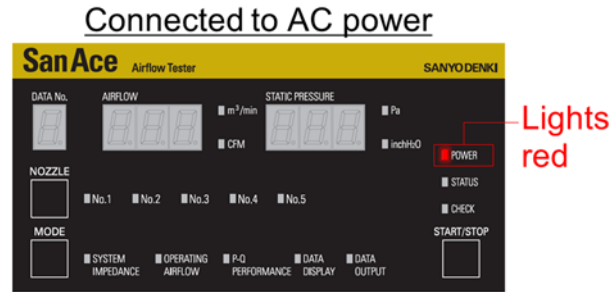 Connected to AC power
SanAce Airflow Tester SANYO DENKI
DATA No. AIRFLOW STATIC PRESSURE
m³/min Pa
CFM inchH₂O
Lights
red
POWER
NOZZLE
STATUS
No.1 No.2 No.3 No.4 No.5
CHECK
MODE START/STOP
SYSTEM IMPEDANCE OPERATING AIRFLOW P-Q PERFORMANCE DATA DISPLAY DATA OUTPUT